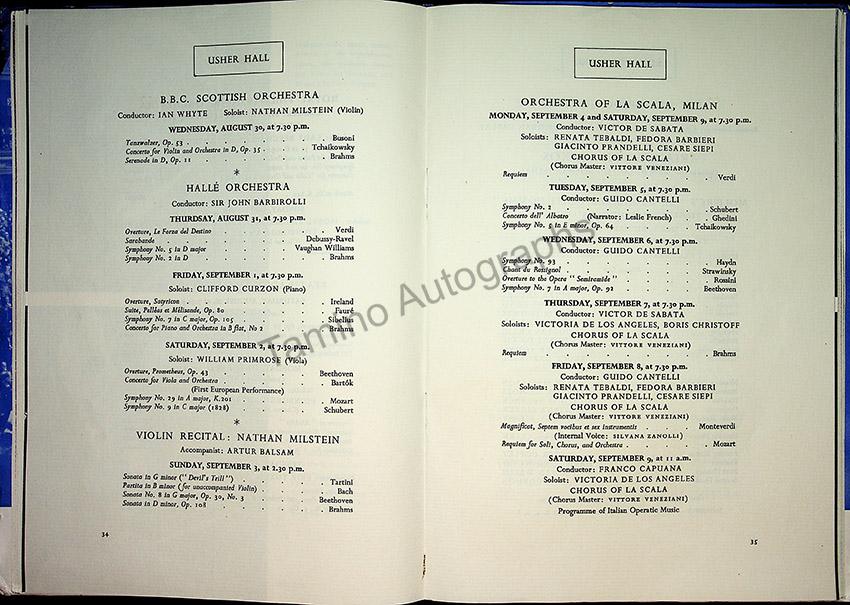 USHER HALL
B.B.C. SCOTTISH ORCHESTRA
Conductor: IAN WHYTE Soloist: NATHAN MILSTEIN (Violin)
WEDNESDAY, AUGUST 30, at 7.30 p.m.
Tanzwalzer, Op. 53 . . . . . . . Busoni
Concerto for Violin and Orchestra in D, Op. 35 . . . . Tchaikowsky
Serenade in D, Op. 11 . . . . . . . Brahms
*
HALLÉ ORCHESTRA
Conductor: SIR JOHN BARBIROLLI
THURSDAY, AUGUST 31, at 7.30 p.m.
Overture, La Forza del Destino . . . . . . Verdi
Sarabande . . . . . . . Debussy-Ravel
Symphony No. 5 in D major . . . . . Vaughan Williams
Symphony No. 2 in D . . . . . . . Brahms
FRIDAY, SEPTEMBER 1, at 7.30 p.m.
Soloist: CLIFFORD CURZON (Piano)
Overture, Satyricon . . . . . . . Ireland
Suite, Pelléas et Mélisande, Op. 80 . . . . . Fauré
Symphony No. 7 in C major, Op. 105 . . . . . Sibelius
Concerto for Piano and Orchestra in B flat, No 2 . . . . Brahms
SATURDAY, SEPTEMBER 2, at 7.30 p.m.
Soloist: WILLIAM PRIMROSE (Viola)
Overture, Prometheus, Op. 43 . . . . . Beethoven
Concerto for Viola and Orchestra . . . . . . Bartók
(First European Performance)
Symphony No. 29 in A major, K.201 . . . . . Mozart
Symphony No. 9 in C major (1828) . . . . . Schubert
*
VIOLIN RECITAL: NATHAN MILSTEIN
Accompanist: ARTUR BALSAM
SUNDAY, SEPTEMBER 3, at 2.30 p.m.
Sonata in G minor ("Devil's Trill") . . . . . Tartini
Partita in B minor (for unaccompanied Violin) . . . . Bach
Sonata No. 8 in G major, Op. 30, No. 3 . . . . Beethoven
Sonata in D minor, Op. 108 . . . . . . Brahms
34
USHER HALL
ORCHESTRA OF LA SCALA, MILAN
MONDAY, SEPTEMBER 4 and SATURDAY, SEPTEMBER 9, at 7.30 p.m.
Conductor: VICTOR DE SABATA
Soloists: RENATA TEBALDI, FEDORA BARBIERI
GIACINTO PRANDELLI, CESARE SIEPI
CHORUS OF LA SCALA
(Chorus Master: VITTORE VENEZIANI)
Requiem . . . . . . . . Verdi
TUESDAY, SEPTEMBER 5, at 7.30 p.m.
Conductor: GUIDO CANTELLI
Symphony No. 2 . . . . . . . Schubert
Concerto dell' Albatro (Narrator: Leslie French) . . . Ghedini
Symphony No. 5 in E minor, Op. 64 . . . . Tchaikowsky
WEDNESDAY, SEPTEMBER 6, at 7.30 p.m.
Conductor: GUIDO CANTELLI
Symphony No. 93 . . . . . . . Haydn
Chant du Rossignol . . . . . . . Strawinsky
Overture to the Opera "Semiramide" . . . . . Rossini
Symphony No. 7 in A major, Op. 92 . . . . . Beethoven
THURSDAY, SEPTEMBER 7, at 7.30 p.m.
Conductor: VICTOR DE SABATA
Soloists: VICTORIA DE LOS ANGELES, BORIS CHRISTOFF
CHORUS OF LA SCALA
(Chorus Master: VITTORE VENEZIANI)
Requiem . . . . . . . . Brahms
FRIDAY, SEPTEMBER 8, at 7.30 p.m.
Conductor: GUIDO CANTELLI
Soloists: RENATA TEBALDI, FEDORA BARBIERI
GIACINTO PRANDELLI, CESARE SIEPI
CHORUS OF LA SCALA
(Chorus Master: VITTORE VENEZIANI)
Magnificat, Septem vocibus et sex instrumentis . . . . Monteverdi
(Internal Voice: SILVANA ZANOLLI)
Requiem for Soli, Chorus, and Orchestra . . . . . Mozart
SATURDAY, SEPTEMBER 9, at 11 a.m.
Conductor: FRANCO CAPUANA
Soloist: VICTORIA DE LOS ANGELES
CHORUS OF LA SCALA
(Chorus Master: VITTORE VENEZIANI)
Programme of Italian Operatic Music
35
Tamino Autographs